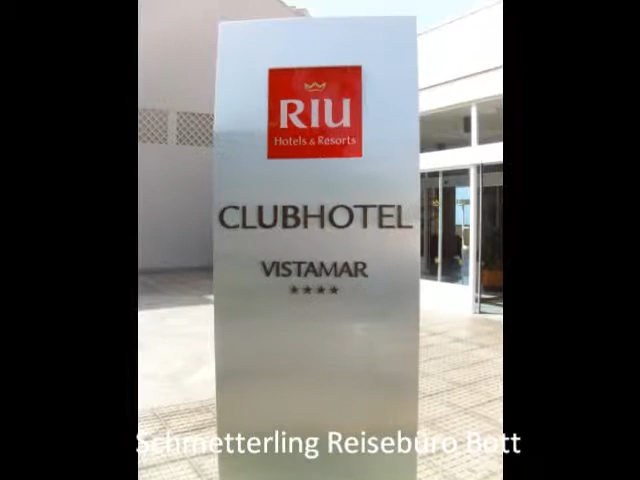 RIU
Hotels & Resorts
CLUBHOTEL
VISTAMAR
★★★★
Schmetterling Reisebüro Bott